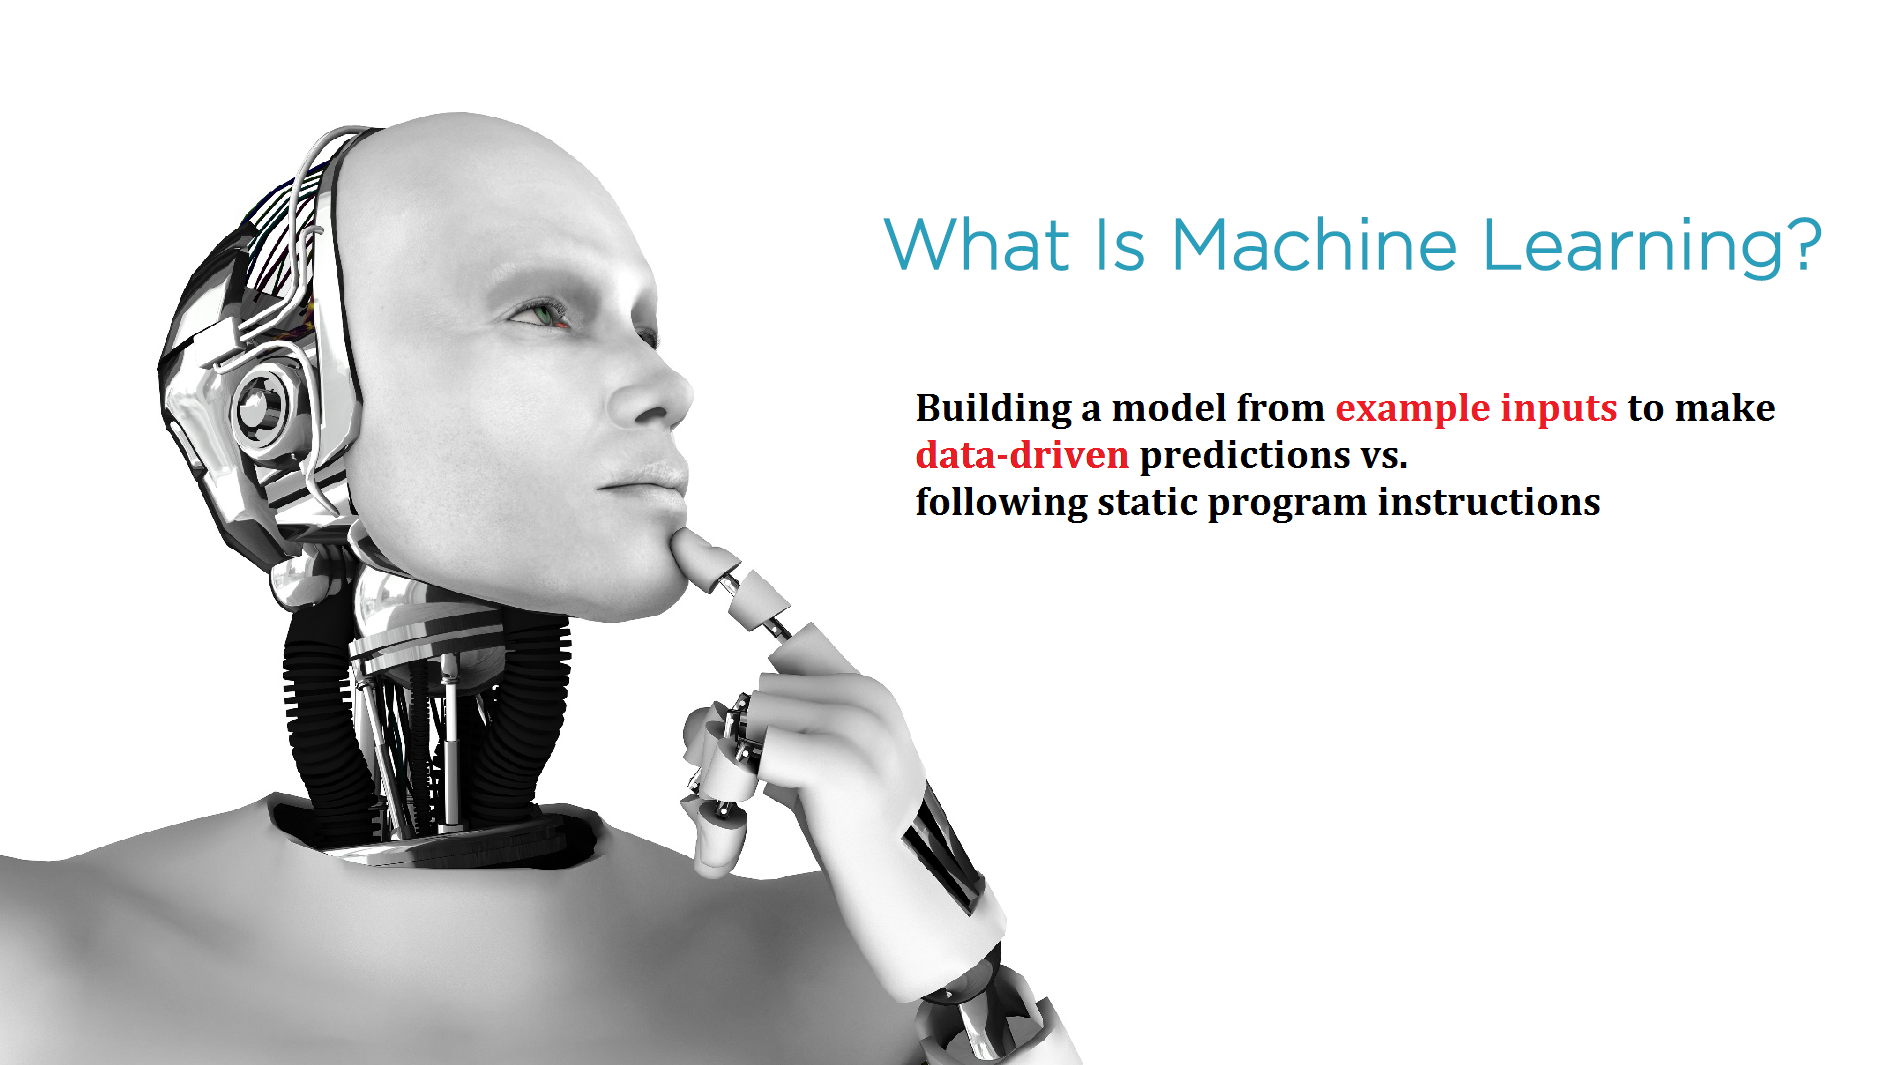 What Is Machine Learning?
Building a model from example inputs to make
data-driven predictions vs.
following static program instructions